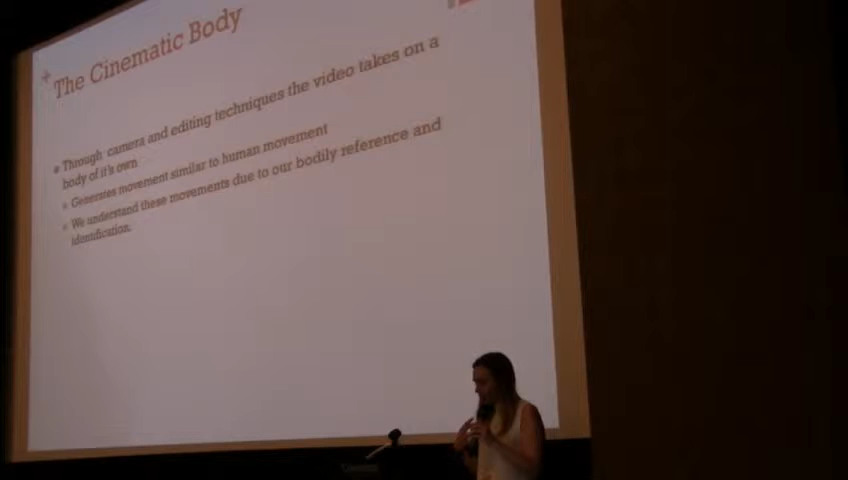 The Cinematic Body
Through camera and editing techniques the video takes on a
body of it's own
Generates movement similar to human movement
We understand these movements due to our bodily reference and
identification.